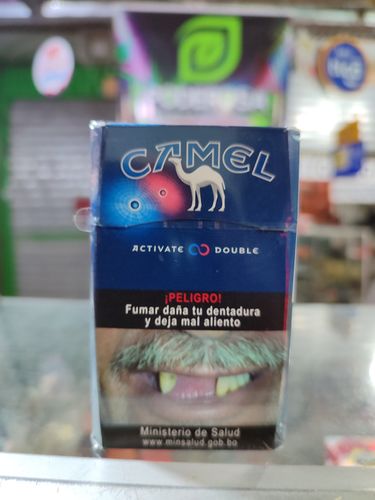 CAMEL
ACTIVATE DOUBLE
¡PELIGRO!
Fumar daña tu dentadura
y deja mal aliento
Ministerio de Salud
www.minsalud.gob.bo